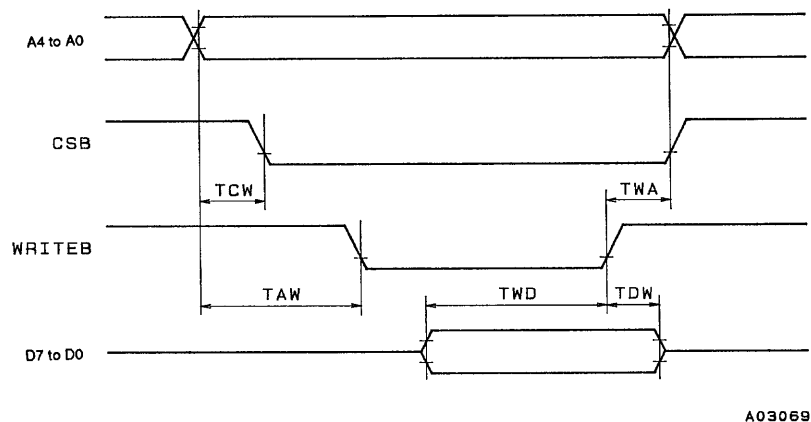 A4 to A0
CSB
TCW
TWA
WRITEB
TAW
TWD
TDW
D7 to D0
A03069